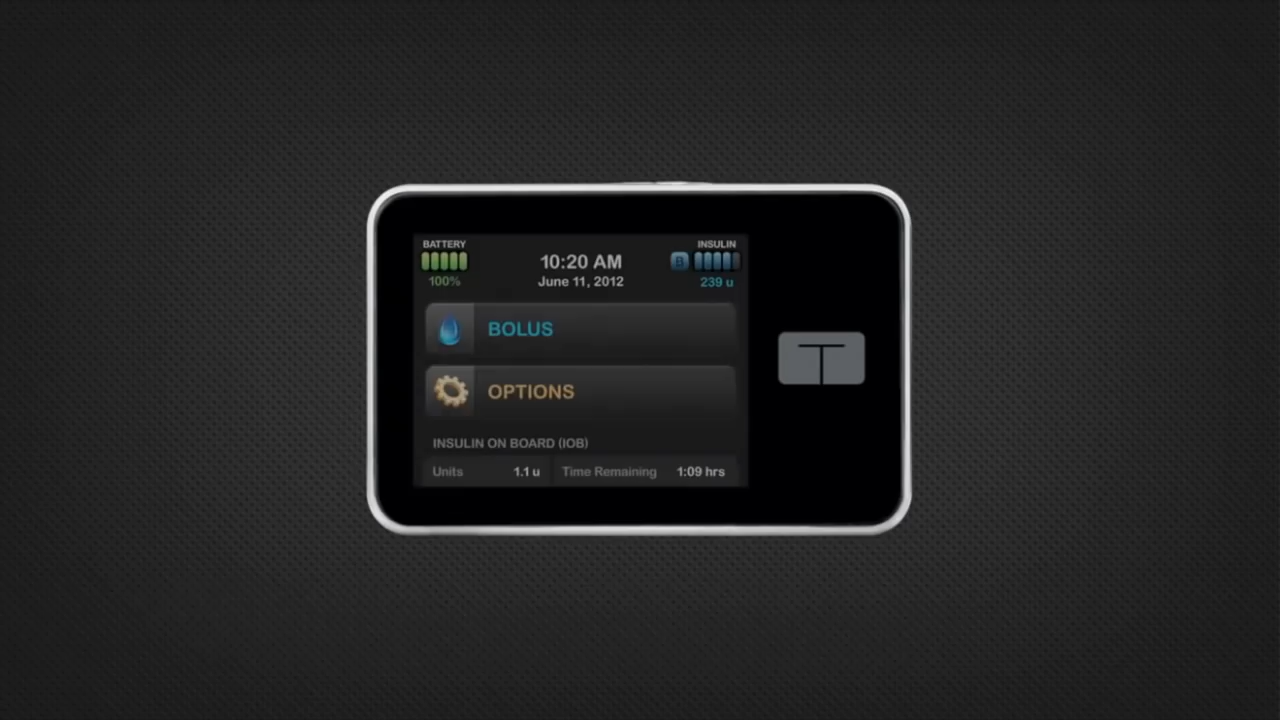 BATTERY
100%
10:20 AM
June 11, 2012
INSULIN
B
239 u
BOLUS
OPTIONS
INSULIN ON BOARD (IOB)
Units 1.1 u Time Remaining 1:09 hrs
T